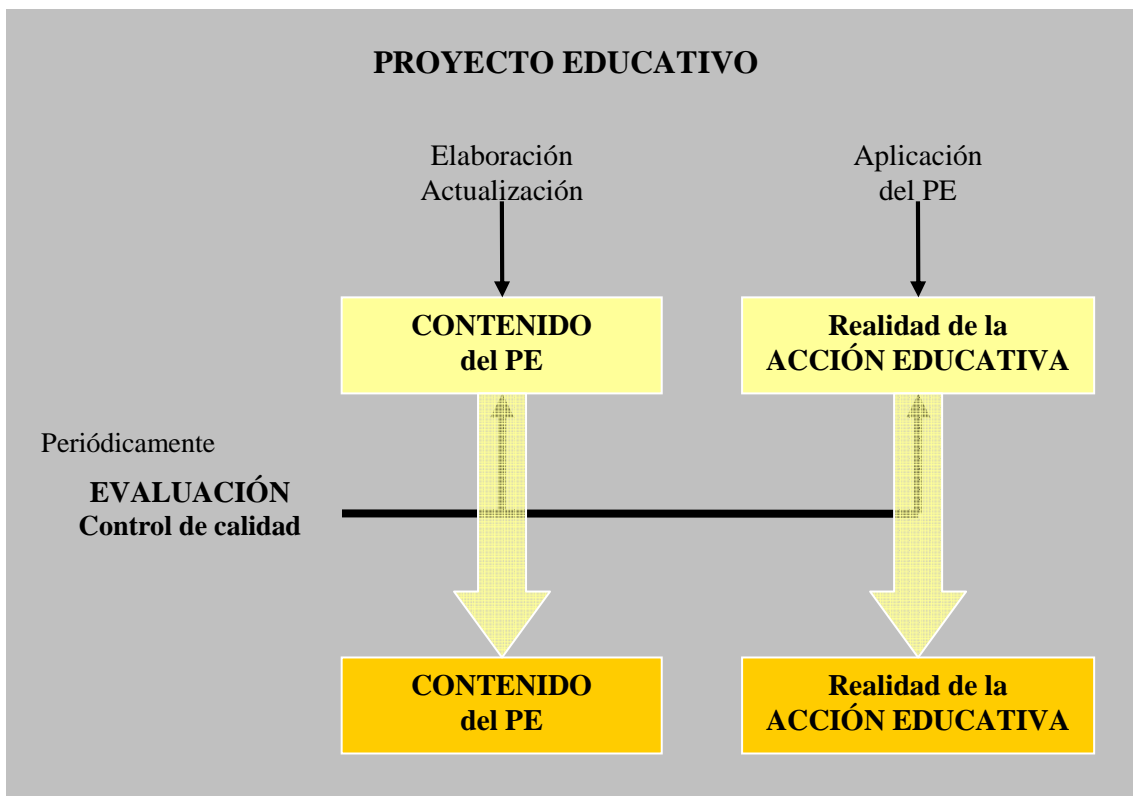 PROYECTO EDUCATIVO
Elaboración
Actualización
Aplicación
del PE
CONTENIDO
del PE
Realidad de la
ACCIÓN EDUCATIVA
Periódicamente
EVALUACIÓN
Control de calidad
CONTENIDO
del PE
Realidad de la
ACCIÓN EDUCATIVA